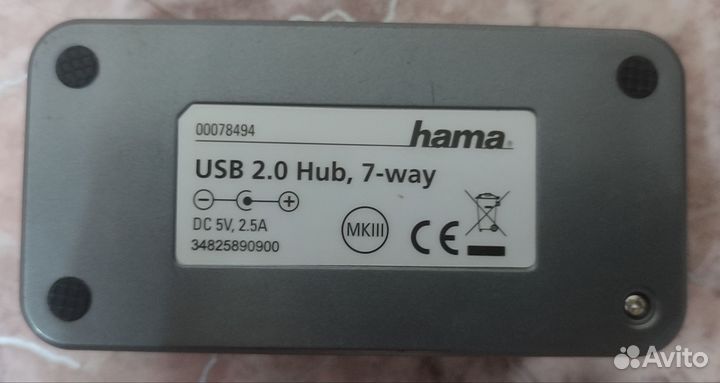 00078494
hama
USB 2.0 Hub, 7-way
DC 5V, 2.5A
34825890900
MKIII
CE
Avito